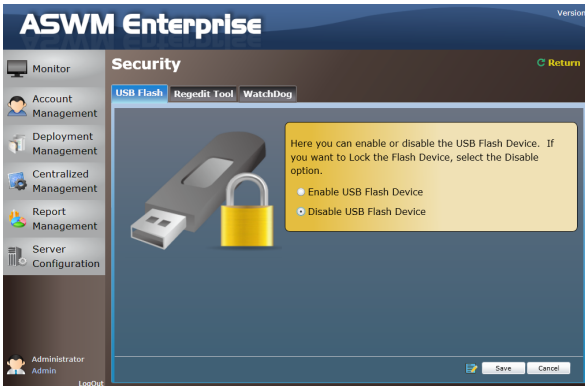 ASWM Enterprise
Version
Monitor
Account
Management
Deployment
Management
Centralized
Management
Report
Management
Server
Configuration
Administrator
Admin
LogOut
Security
Return
USB Flash Regedit Tool WatchDog
Here you can enable or disable the USB Flash Device. If
you want to Lock the Flash Device, select the Disable
option.
Enable USB Flash Device
Disable USB Flash Device
Save Cancel